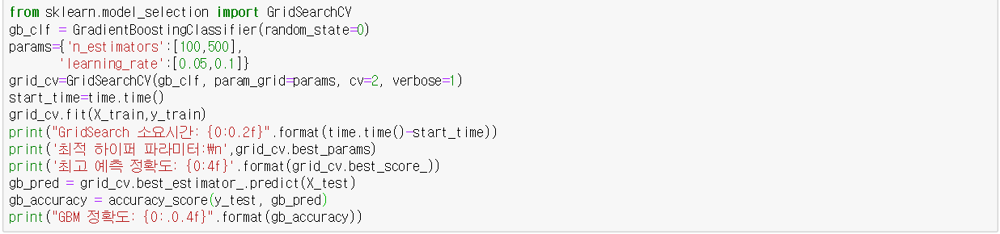 from sklearn.model_selection import GridSearchCV
gb_clf = GradientBoostingClassifier(random_state=0)
params={'n_estimators':[100,500],
'learning_rate':[0.05,0.1]}
grid_cv=GridSearchCV(gb_clf, param_grid=params, cv=2, verbose=1)
start_time=time.time()
grid_cv.fit(X_train,y_train)
print("GridSearch 소요시간: {0:0.2f}".format(time.time()-start_time))
print('최적 하이퍼 파라미터:₩n',grid_cv.best_params)
print('최고 예측 정확도: {0:4f}'.format(grid_cv.best_score_))
gb_pred = grid_cv.best_estimator_.predict(X_test)
gb_accuracy = accuracy_score(y_test, gb_pred)
print("GBM 정확도: {0:.0.4f}".format(gb_accuracy))